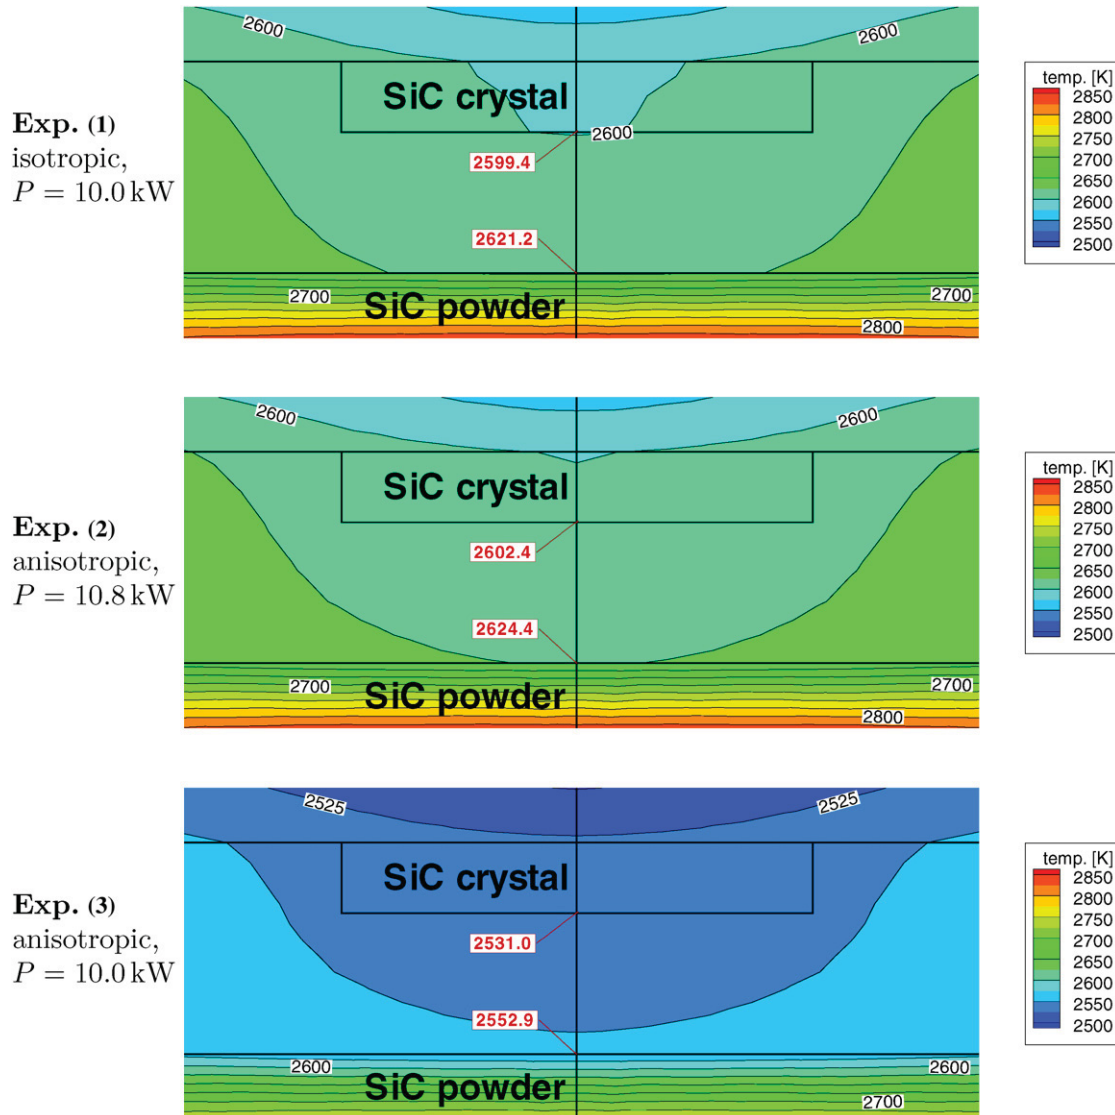 2600
2600
SiC crystal
2600
2599.4
2621.2
2700
2700
SiC powder
2800
Exp. (1)
isotropic,
P = 10.0 kW
temp. [K]
2850
2800
2700
2650
2600
2550
2500
2600
2600
SiC crystal
2602.4
2624.4
2700
2700
SiC powder
2800
Exp. (2)
anisotropic,
P = 10.8 kW
temp. [K]
2850
2800
2700
2650
2600
2550
2500
2525
2525
SiC crystal
2531.0
2552.9
2600
2600
SiC powder
2700
Exp. (3)
anisotropic,
P = 10.0 kW
temp. [K]
2850
2800
2700
2650
2600
2550
2500